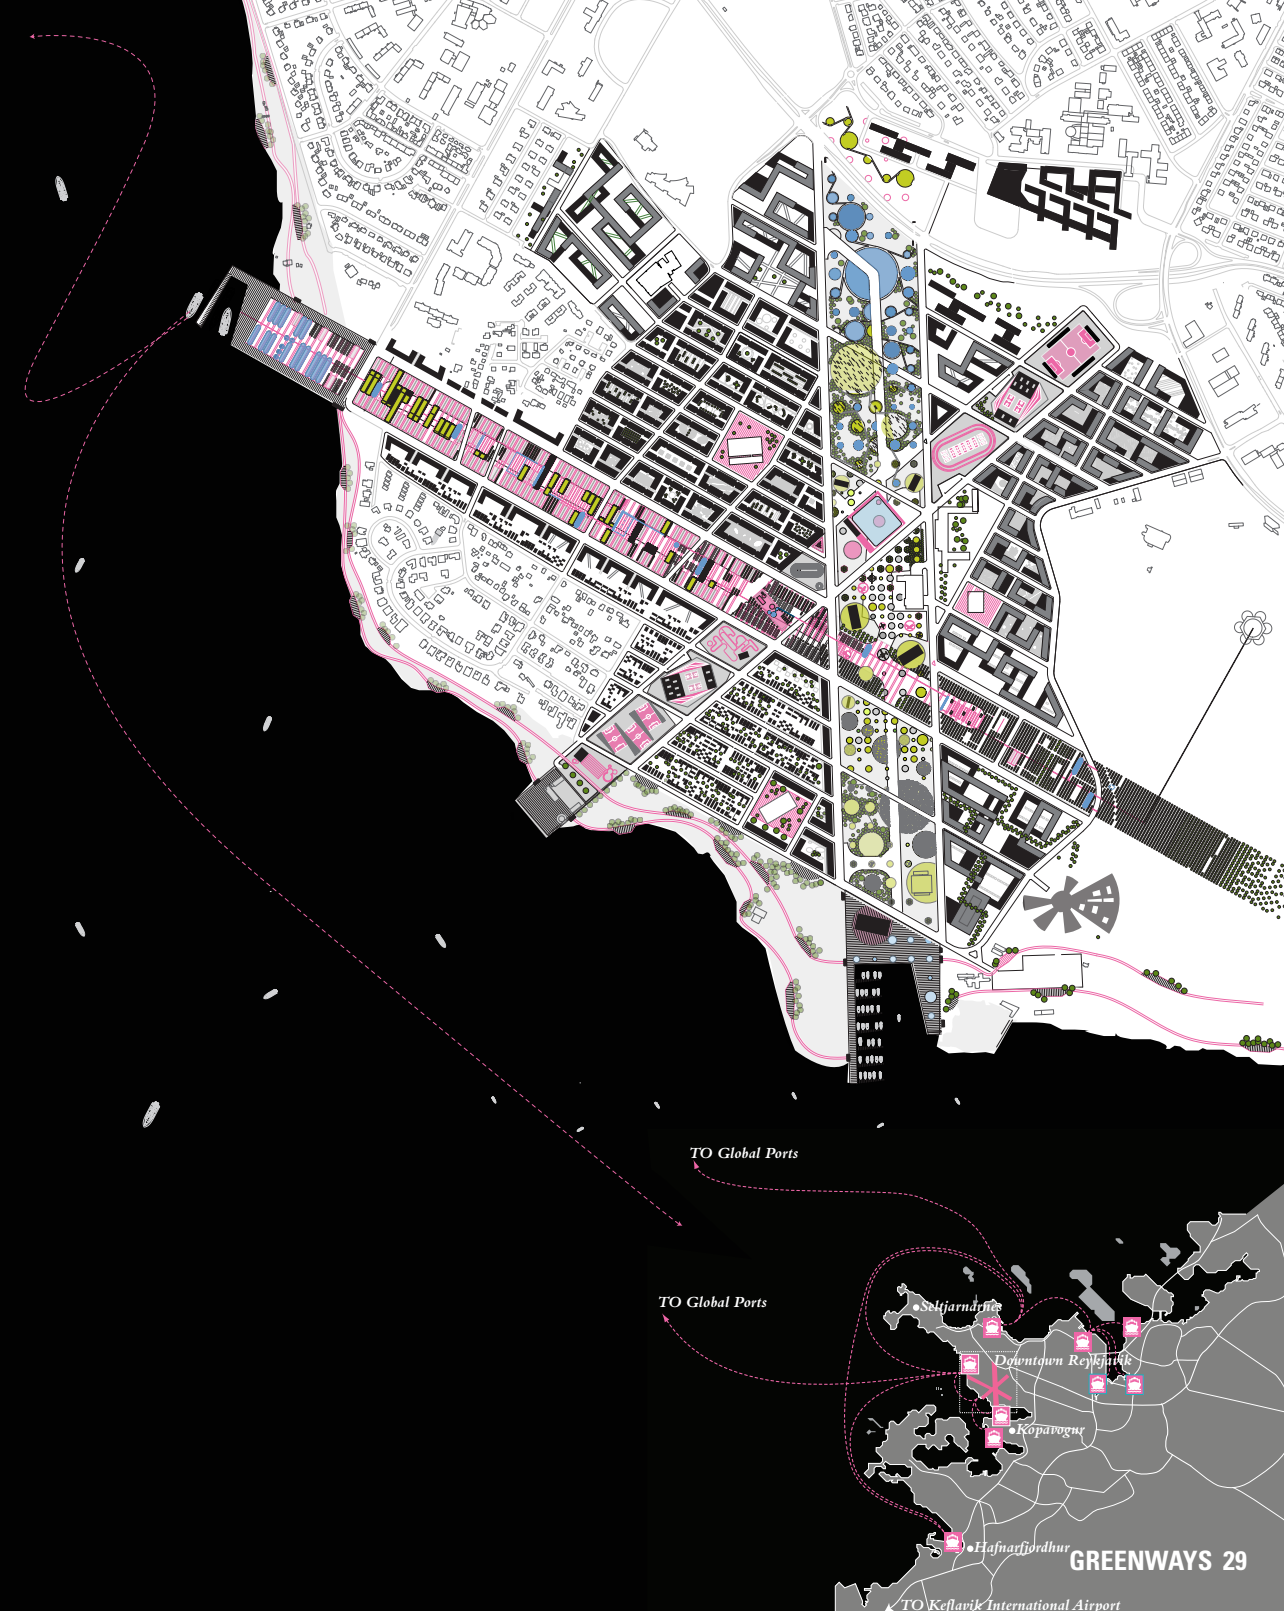 TO Global Ports
TO Global Ports
Seltjarnarnes
Downtown Reykjavik
Kopavogur
Hafnarfjordhur
GREENWAYS 29
TO Keflavik International Airport